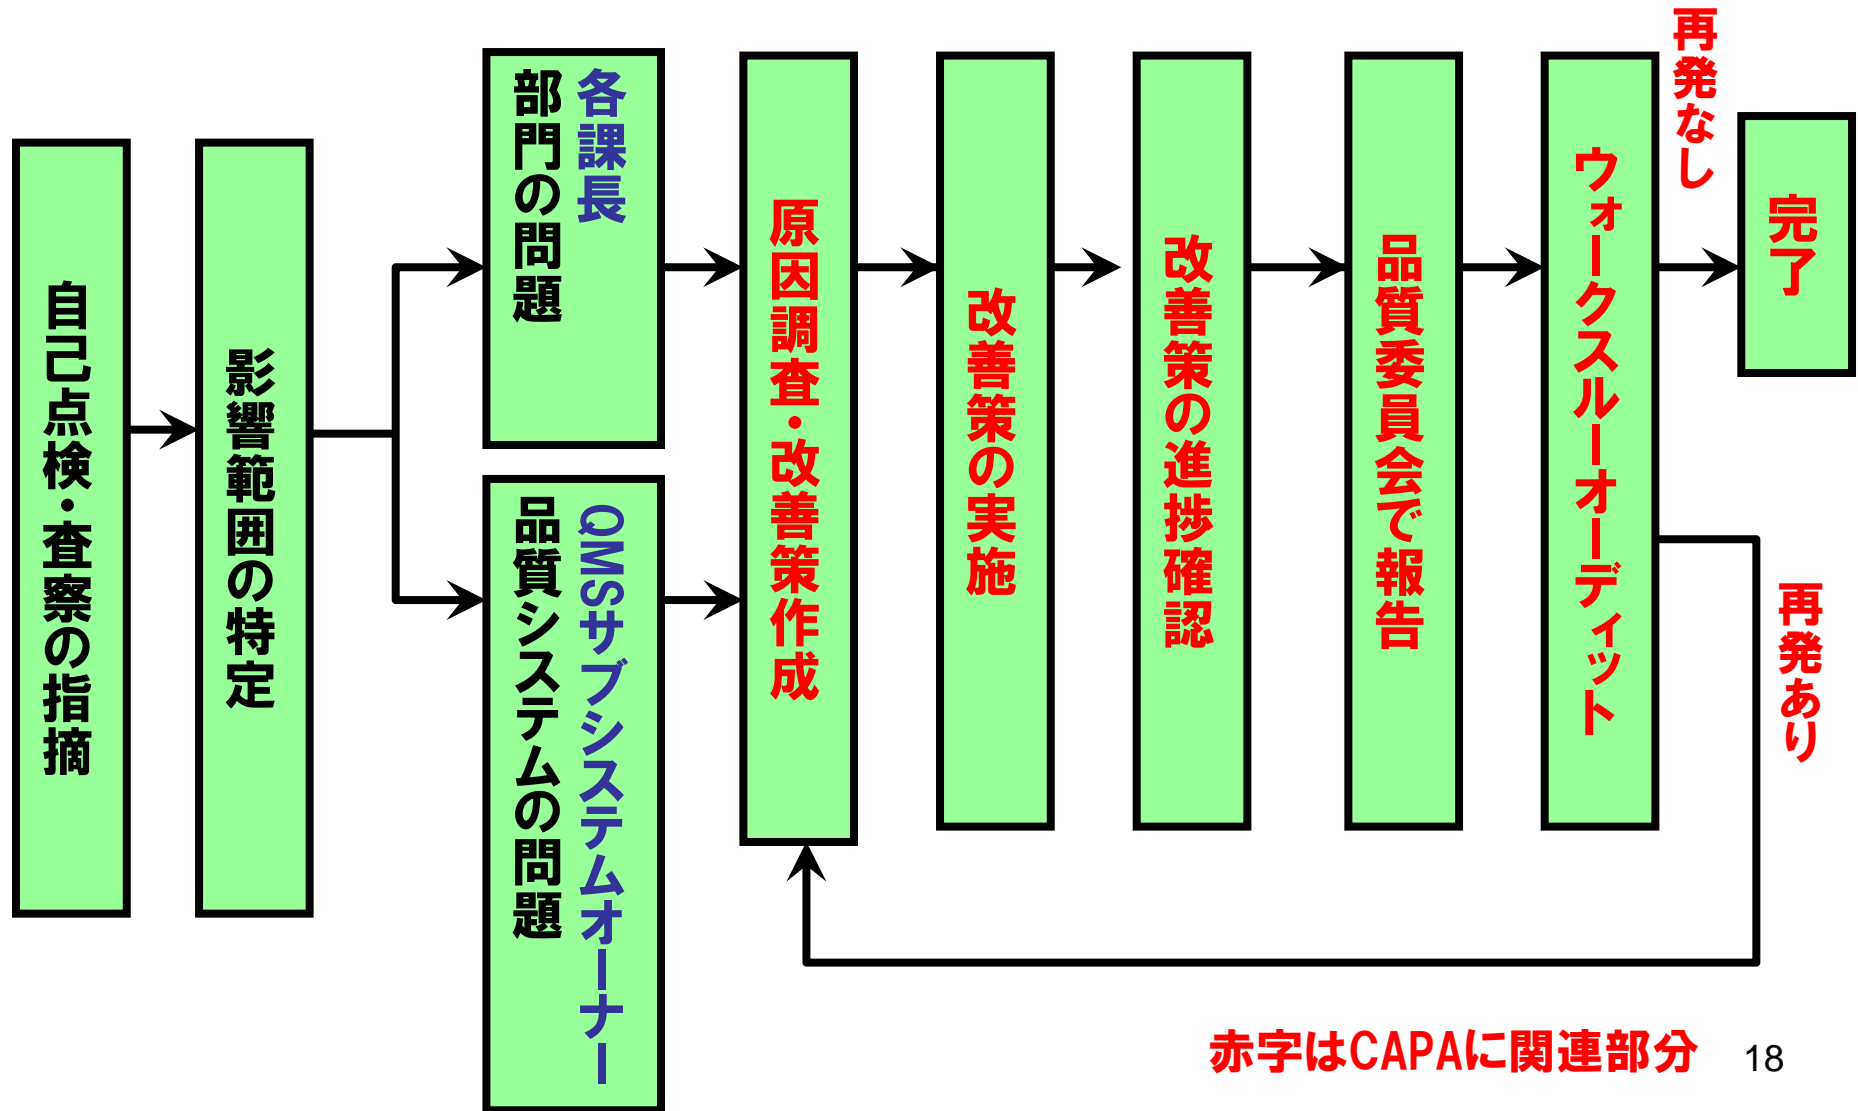 自己点検・査察の指摘
影響範囲の特定
各課長
部門の問題
QMSサブシステムオーナー
品質システムの問題
原因調査・改善策作成
改善策の実施
改善策の進捗確認
品質委員会で報告
ウォークスルーオーディット
再発なし
完了
再発あり
赤字はCAPAに関連部分
18